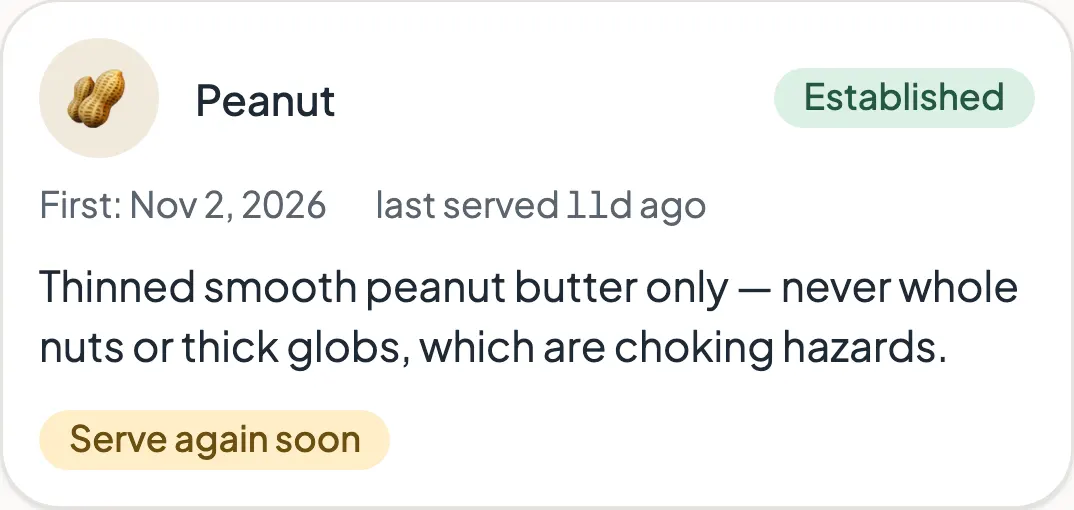 Peanut
Established
First: Nov 2, 2026 last served 11d ago
Thinned smooth peanut butter only — never whole
nuts or thick globs, which are choking hazards.
Serve again soon